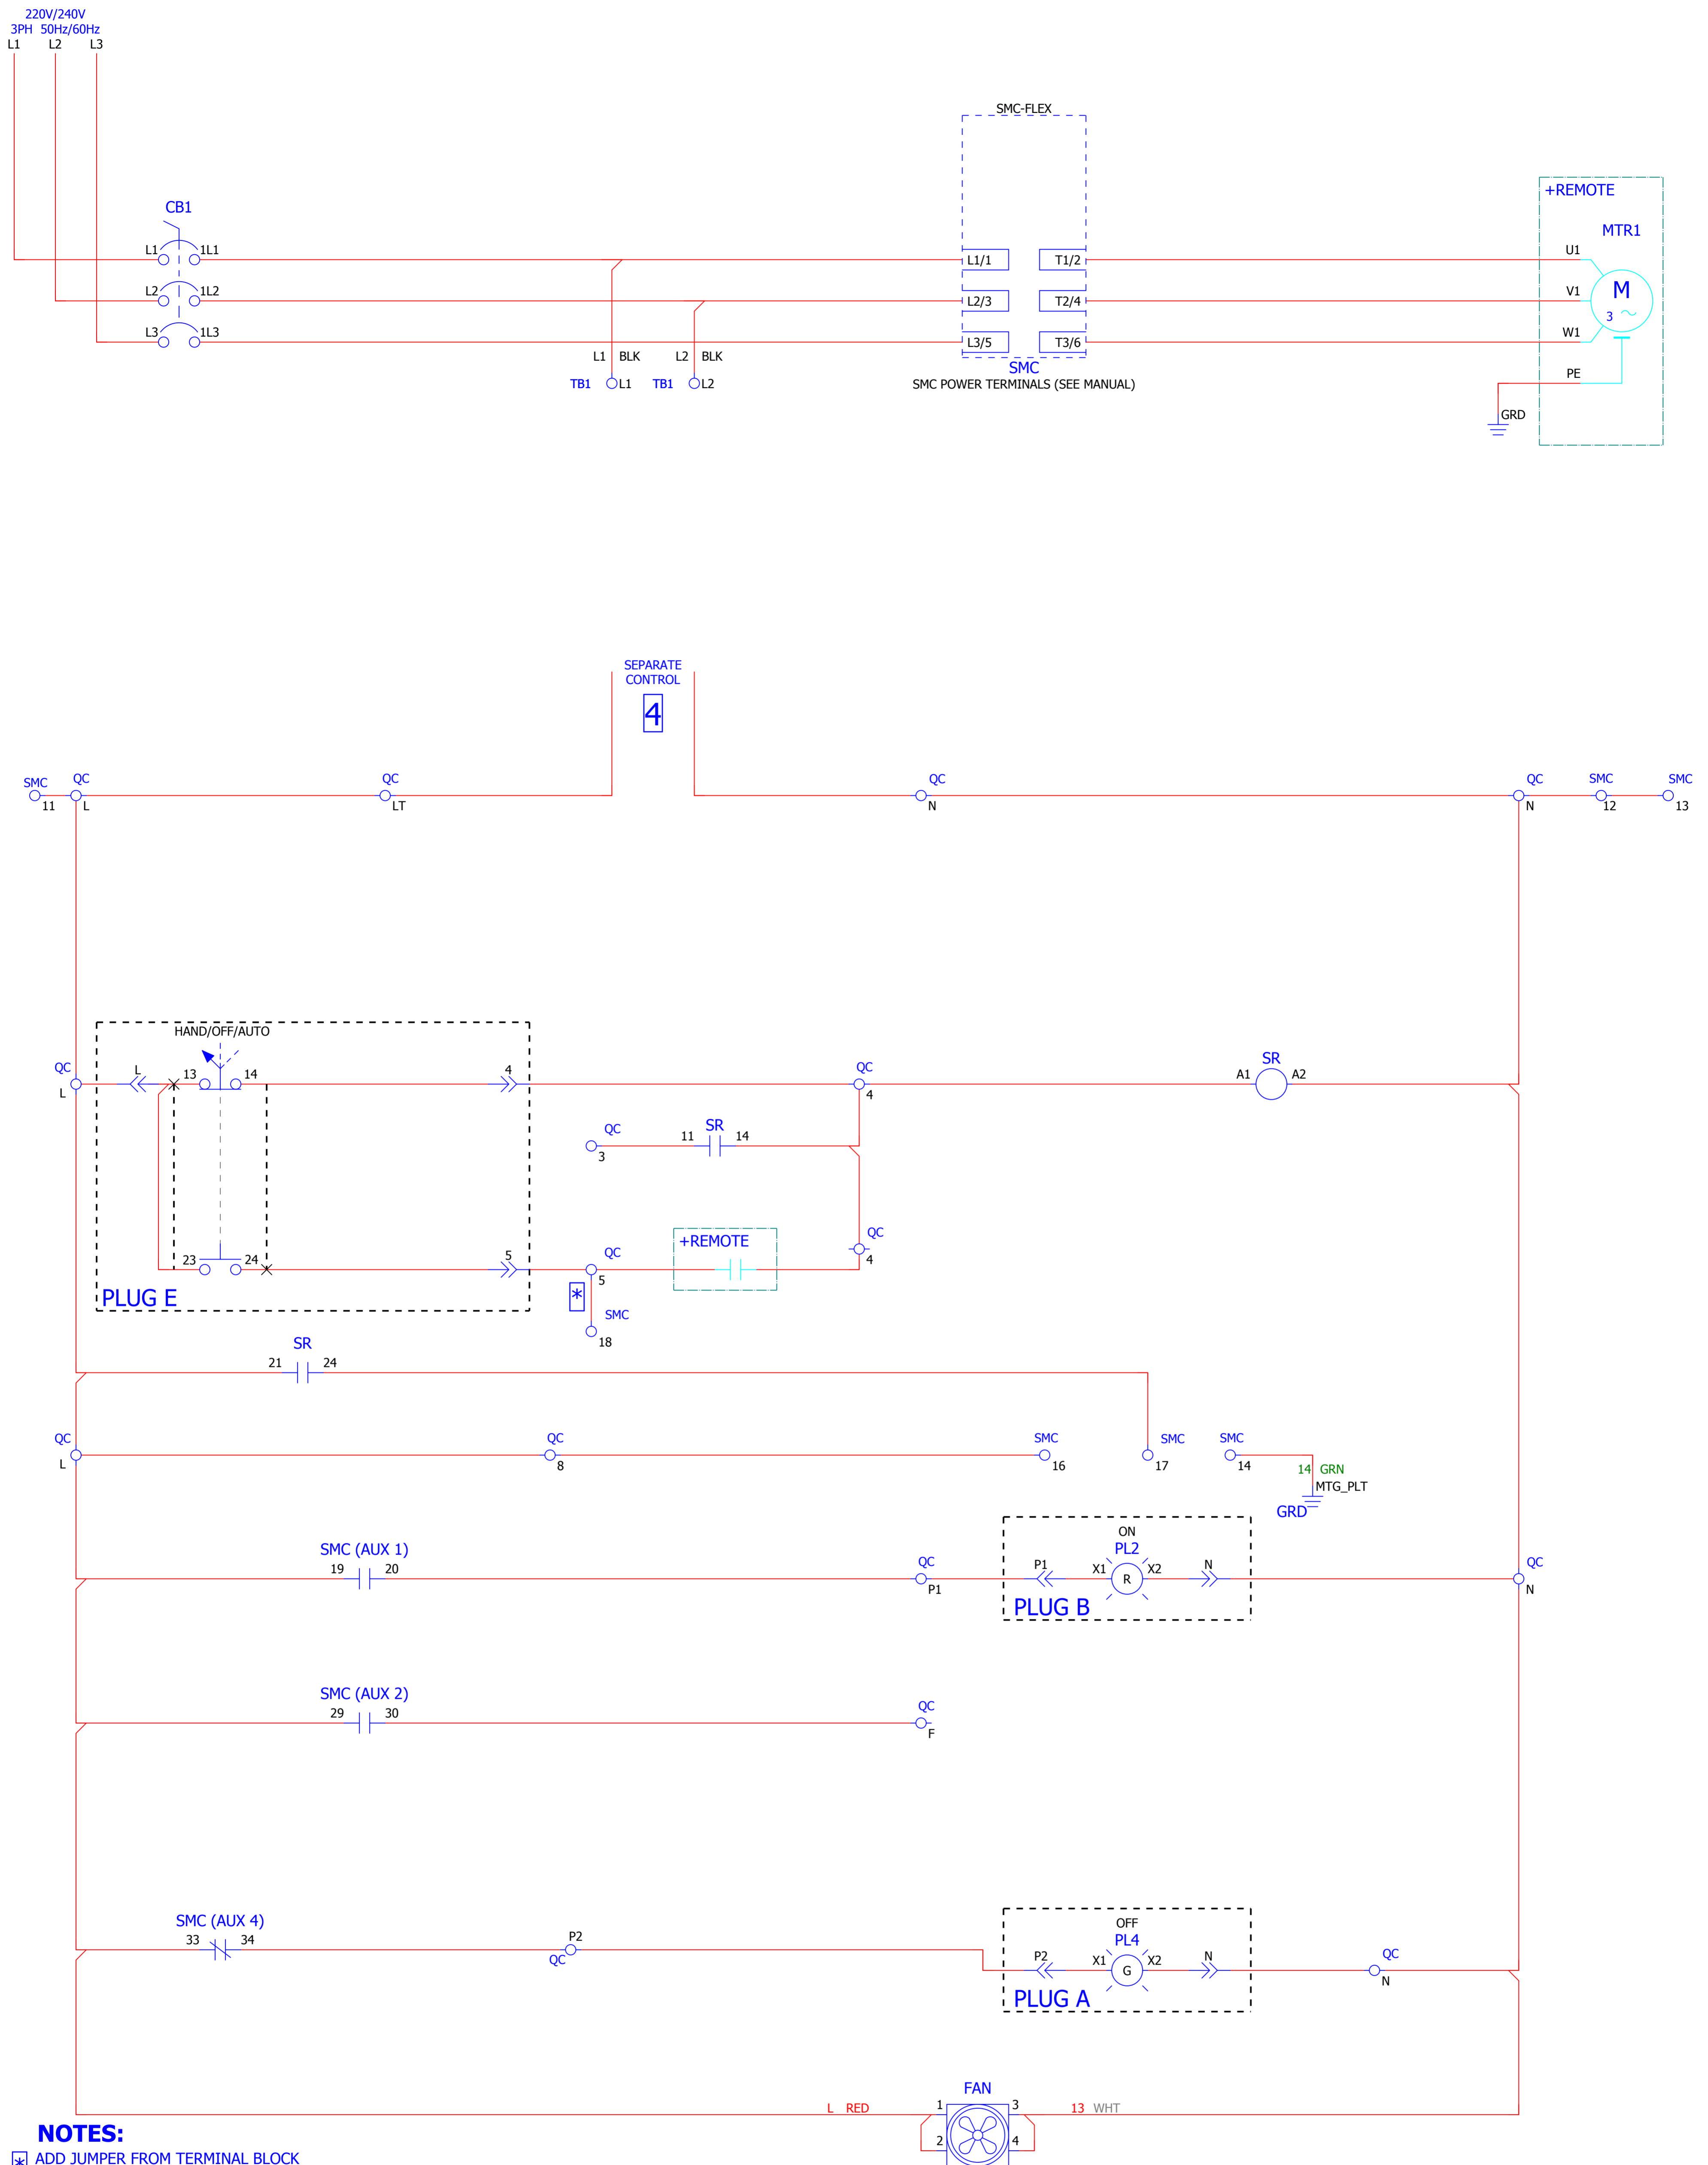 220V/240V
3PH 50Hz/60Hz
L1 L2 L3
SMC-FLEX
+REMOTE
CB1
MTR1
L1 1L1 L1/1 T1/2 U1
L2 1L2 L2/3 T2/4 V1 M
3
L3 1L3 L3/5 T3/6 W1
L1 BLK L2 BLK
SMC
PE
TB1 L1 TB1 L2
SMC POWER TERMINALS (SEE MANUAL)
GRD
SEPARATE
CONTROL
4
SMC QC QC QC QC SMC SMC
11 L LT N N 12 13
HAND/OFF/AUTO
QC L 13 14 4 QC SR
A1 A2
L 4
QC 11 SR 14
3
QC
+REMOTE
23 24 5 QC
5 4
PLUG E
*
SMC
18
SR
21 24
QC QC SMC SMC SMC
L 8 16 17 14
14 GRN
MTG_PLT
GRD
ON
SMC (AUX 1) PL2
19 20 QC P1 X1 R X2 N QC
P1 N
PLUG B
SMC (AUX 2)
29 30 QC
F
OFF
SMC (AUX 4) PL4
33 34 P2
QC
P2 X1 G X2 N QC
N
PLUG A
FAN
L RED 1 3 13 WHT
2 4
NOTES:
* ADD JUMPER FROM TERMINAL BLOCK